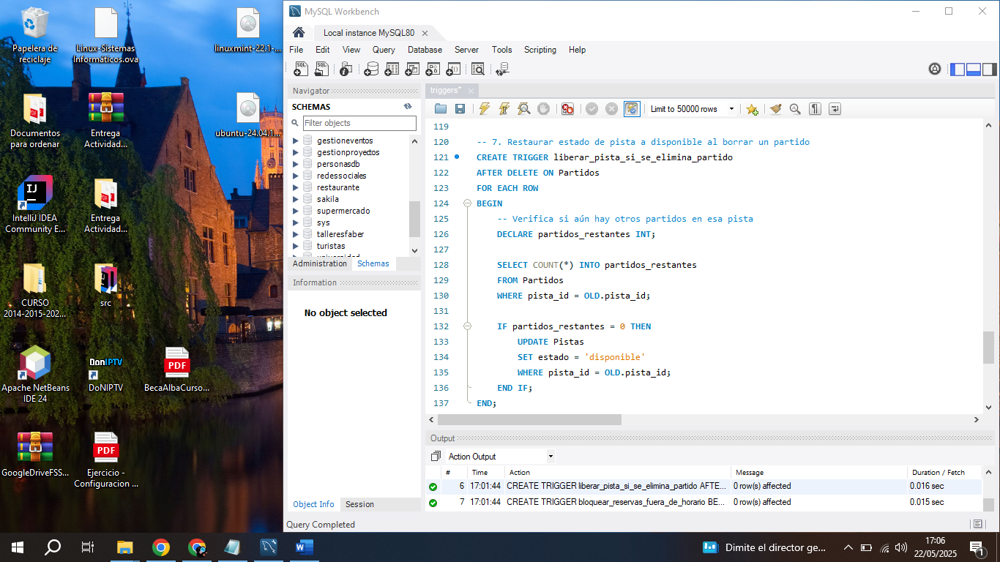 Papelera de
reciclaje
Linux-Sistemas
Informáticos.ova
linuxmint-22.1-...
Documentos
para ordenar
Entrega
Actividad...
ubuntu-24.04.1...
IntelliJ IDEA
Community E...
Entrega
Actividad...
CURSO
2014-2015-202...
src
Apache NetBeans
IDE 24
DonIPTV
DoNIPTV
PDF
BecaAlbaCurso...
GoogleDriveFSS...
PDF
Ejercicio -
Configuracion ...
MySQL Workbench
Local instance MySQL80
File Edit View Query Database Server Tools Scripting Help
Navigator
SCHEMAS
Filter objects
gestioneventos
gestionproyectos
personasdb
redessociales
restaurante
sakila
supermercado
sys
talleresfaber
turistas
Administration Schemas
Information
No object selected
Object Info Session
triggers*
Limit to 50000 rows
119
120 -- 7. Restaurar estado de pista a disponible al borrar un partido
121 CREATE TRIGGER liberar_pista_si_se_elimina_partido
122 AFTER DELETE ON Partidos
123 FOR EACH ROW
124 BEGIN
125 -- Verifica si aún hay otros partidos en esa pista
126 DECLARE partidos_restantes INT;
127
128 SELECT COUNT(*) INTO partidos_restantes
129 FROM Partidos
130 WHERE pista_id = OLD.pista_id;
131
132 IF partidos_restantes = 0 THEN
133 UPDATE Pistas
134 SET estado = 'disponible'
135 WHERE pista_id = OLD.pista_id;
136 END IF;
137 END;
Output
Action Output
# Time Action Message Duration / Fetch
6 17:01:44 CREATE TRIGGER liberar_pista_si_se_elimina_partido AFTE... 0 row(s) affected 0.016 sec
7 17:01:44 CREATE TRIGGER bloquear_reservas_fuera_de_horario BE... 0 row(s) affected 0.015 sec
Query Completed
Dimite el director ge...
17:06
22/05/2025
1